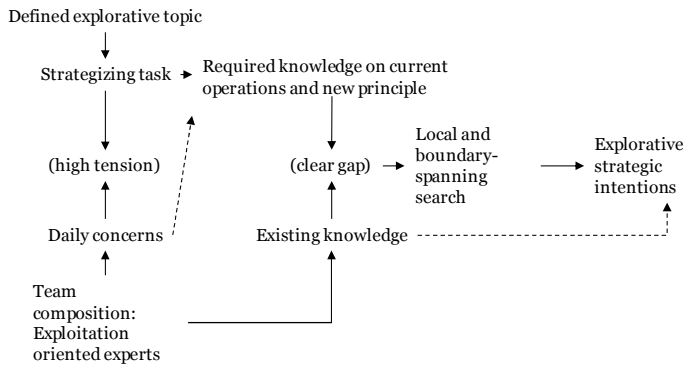 Defined explorative topic
Strategizing task
Required knowledge on current
operations and new principle
(high tension)
(clear gap)
Local and
boundary-
spanning
search
Explorative
strategic
intentions
Daily concerns
Existing knowledge
Team
composition:
Exploitation
oriented experts